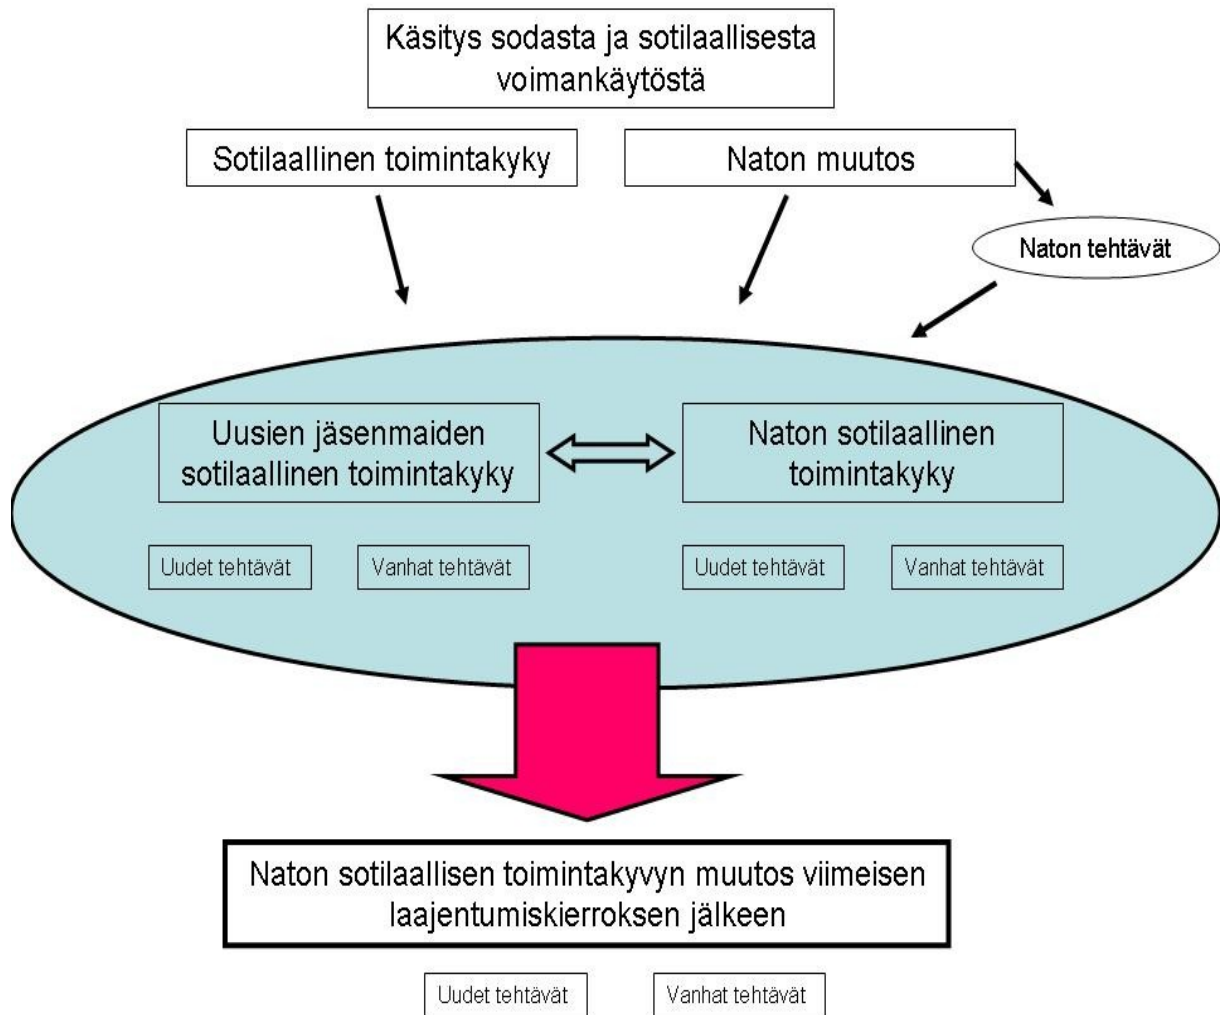 Käsitys sodasta ja sotilaallisesta
voimankäytöstä
Sotilaallinen toimintakyky
Naton muutos
Naton tehtävät
Uusien jäsenmaiden
sotilaallinen toimintakyky
Naton sotilaallinen
toimintakyky
Uudet tehtävät
Vanhat tehtävät
Uudet tehtävät
Vanhat tehtävät
Naton sotilaallisen toimintakyvyn muutos viimeisen
laajentumiskierroksen jälkeen
Uudet tehtävät
Vanhat tehtävät